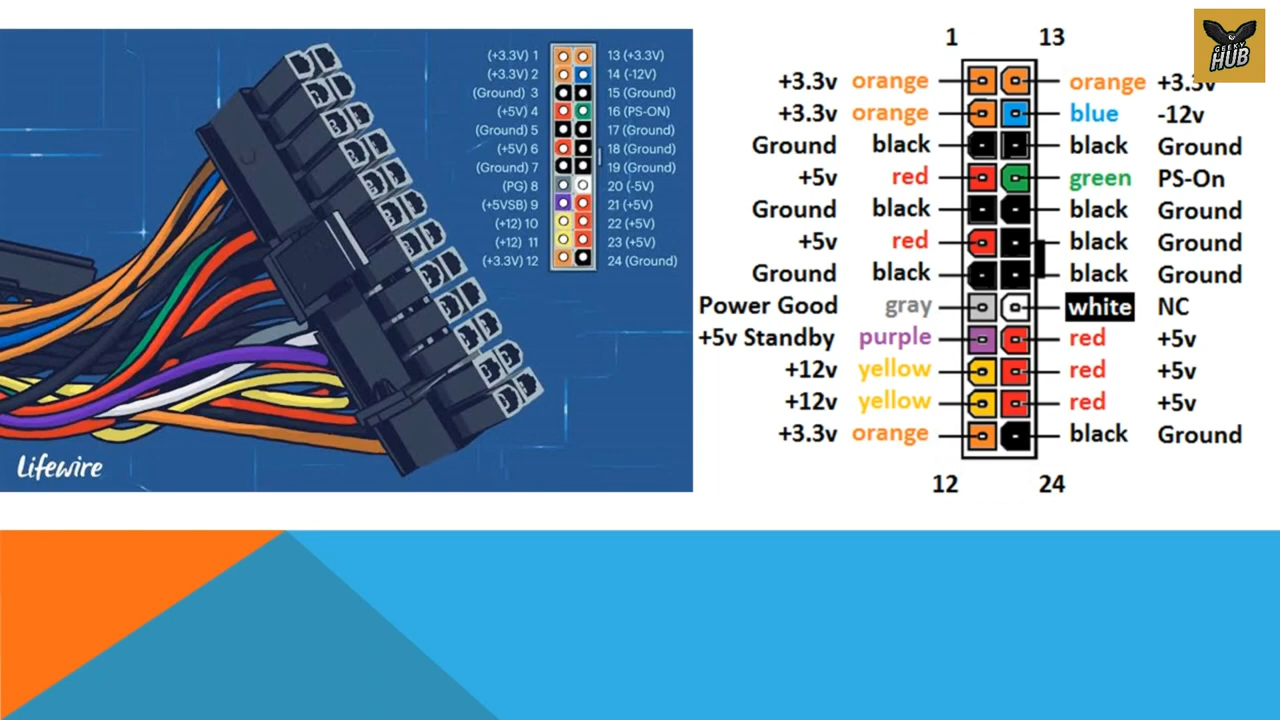 (+3.3V) 1 13 (+3.3V)
(+3.3V) 2 14 (-12V)
(Ground) 3 15 (Ground)
(+5V) 4 16 (PS-ON)
(Ground) 5 17 (Ground)
(+5V) 6 18 (Ground)
(Ground) 7 19 (Ground)
(PG) 8 20 (-5V)
(+5VSB) 9 21 (+5V)
(+12) 10 22 (+5V)
(+12) 11 23 (+5V)
(+3.3V) 12 24 (Ground)
Lifewire
1 13
+3.3v orange orange +3.3v
+3.3v orange blue -12v
Ground black black Ground
+5v red green PS-On
Ground black black Ground
+5v red black Ground
Ground black black Ground
Power Good gray white NC
+5v Standby purple red +5v
+12v yellow red +5v
+12v yellow red +5v
+3.3v orange black Ground
12 24
GEEKY
HUB